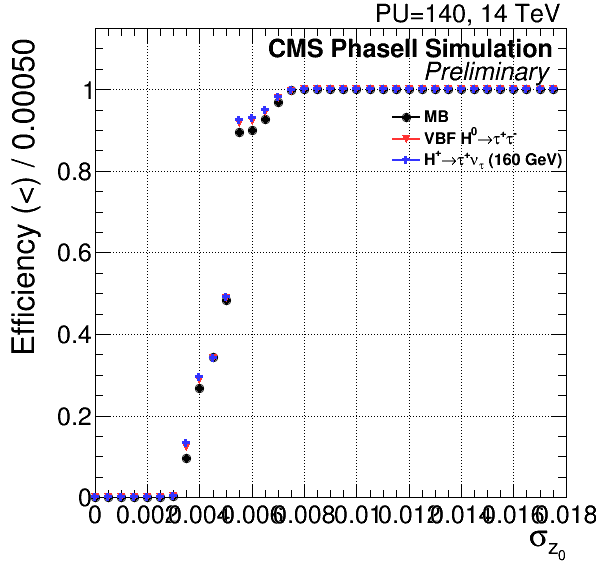 PU=140, 14 TeV
CMS PhaseII Simulation
Preliminary
MB
VBF H⁰→τ⁺τ⁻
H⁺→τ⁺ν_τ (160 GeV)
Efficiency (<) / 0.00050
1
0.8
0.6
0.4
0.2
0
0 0.002 0.004 0.006 0.008 0.010 0.012 0.014 0.016 0.018
σ_z₀